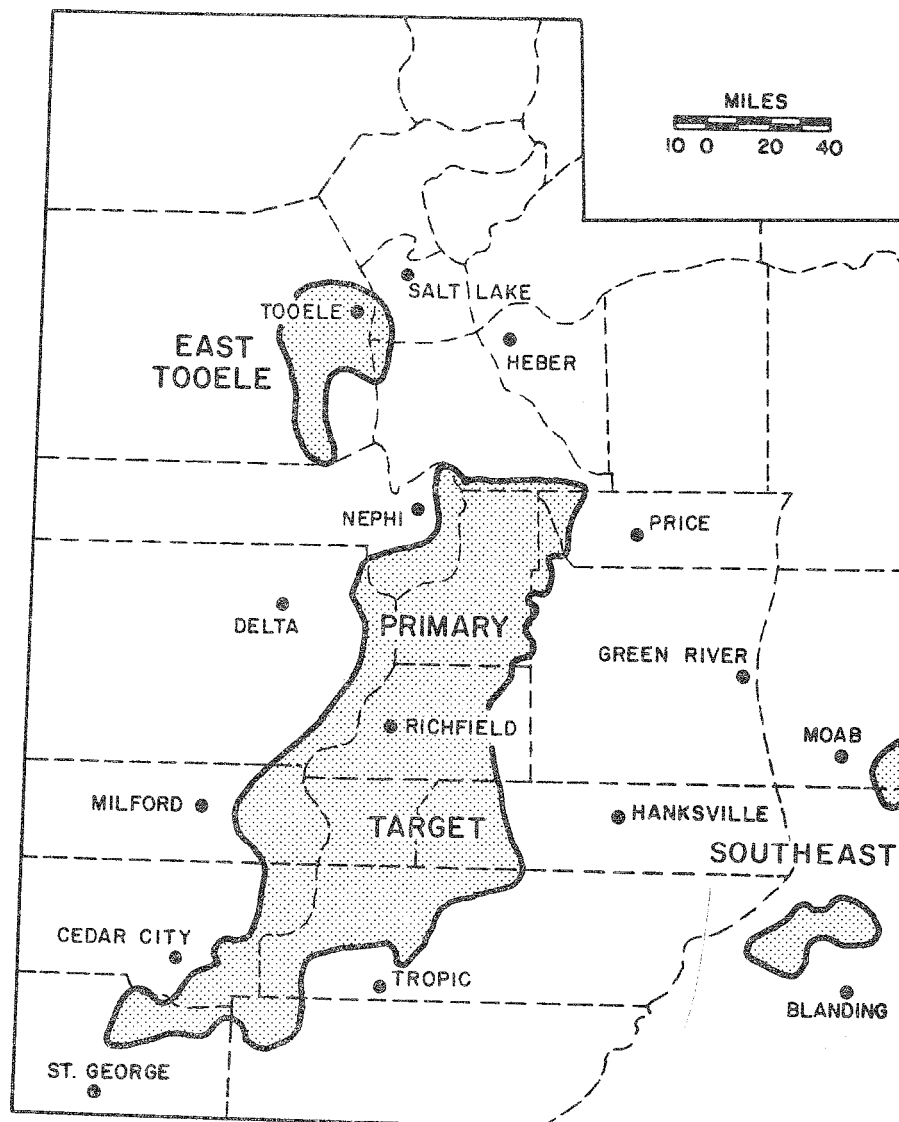 MILES
10 0 20 40
SALT LAKE
TOOELE
EAST
TOOELE
HEBER
NEPHI
PRICE
DELTA
PRIMARY
GREEN RIVER
RICHFIELD
MOAB
MILFORD
TARGET
HANKSVILLE
SOUTHEAST
CEDAR CITY
TROPIC
BLANDING
ST. GEORGE